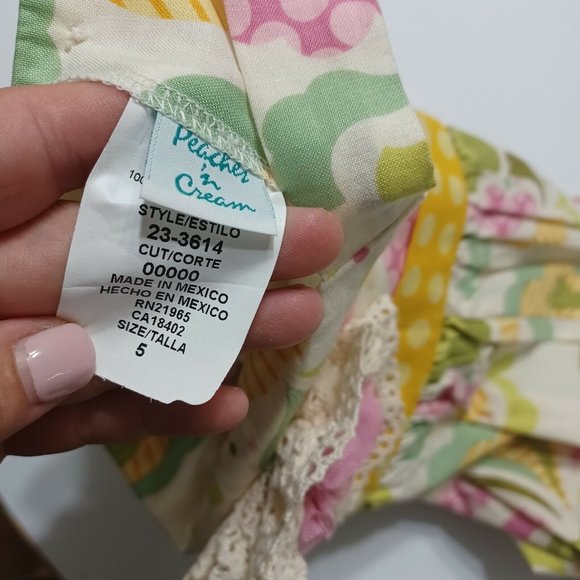 Peaches
'n
Cream
100
STYLE/ESTILO
23-3614
CUT/CORTE
00000
MADE IN MEXICO
HECHO EN MEXICO
RN21965
CA18402
SIZE/TALLA
5